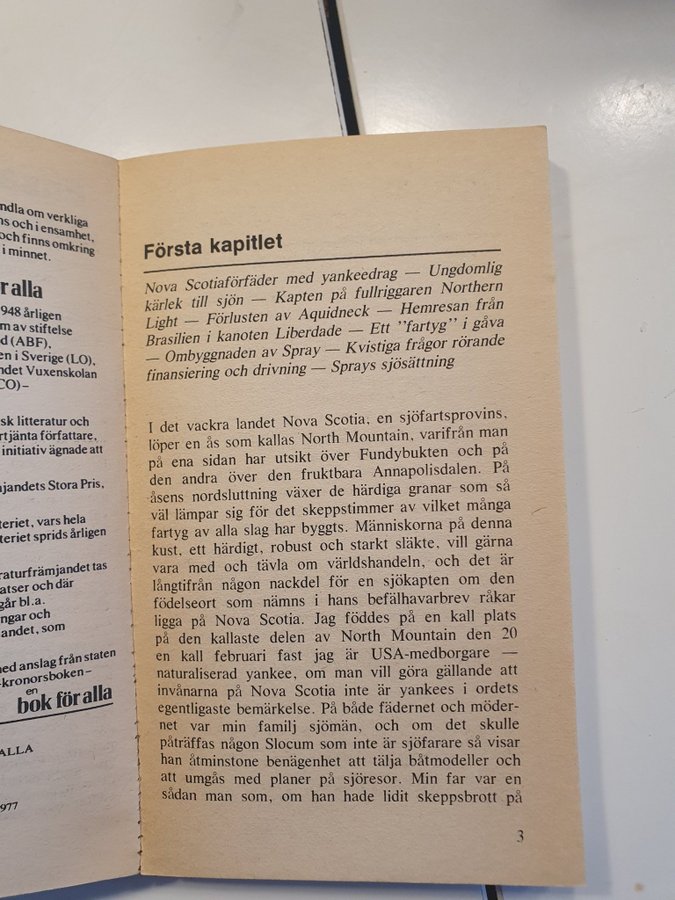 ndla om verkliga
ns och i ensamhet,
och finns omkring
i minnet.
r alla
948 årligen
m av stiftelse
d (ABF),
en i Sverige (LO),
ndet Vuxenskolan
CO)–
sk litteratur och
rtjänta författare,
initiativ ägnade att
mjandets Stora Pris,
teriet, vars hela
teriet sprids årligen
raturfrämjandet tas
atser och där
går bl.a.
ngar och
andet, som
med anslag från staten
-kronorsboken–
en
bok för alla
ALLA
1977
Första kapitlet
Nova Scotiaförfäder med yankeedrag — Ungdomlig
kärlek till sjön — Kapten på fullriggaren Northern
Light — Förlusten av Aquidneck — Hemresan från
Brasilien i kanoten Liberdade — Ett ”fartyg” i gåva
— Ombyggnaden av Spray — Kvistiga frågor rörande
finansiering och drivning — Sprays sjösättning
I det vackra landet Nova Scotia, en sjöfartsprovins,
löper en ås som kallas North Mountain, varifrån man
på ena sidan har utsikt över Fundybukten och på
den andra över den fruktbara Annapolisdalen. På
åsens nordsluttning växer de härdiga granar som så
väl lämpar sig för det skeppstimmer av vilket många
fartyg av alla slag har byggts. Människorna på denna
kust, ett härdigt, robust och starkt släkte, vill gärna
vara med och tävla om världshandeln, och det är
långtifrån någon nackdel för en sjökapten om den
födelseort som nämns i hans befälhavarbrev råkar
ligga på Nova Scotia. Jag föddes på en kall plats
på den kallaste delen av North Mountain den 20
en kall februari fast jag är USA-medborgare —
naturaliserad yankee, om man vill göra gällande att
invånarna på Nova Scotia inte är yankees i ordets
egentligaste bemärkelse. På både fädernet och möder-
net var min familj sjömän, och om det skulle
påträffas någon Slocum som inte är sjöfarare så visar
han åtminstone benägenhet att tälja båtmodeller och
att umgås med planer på sjöresor. Min far var en
sådan man som, om han hade lidit skeppsbrott på
3